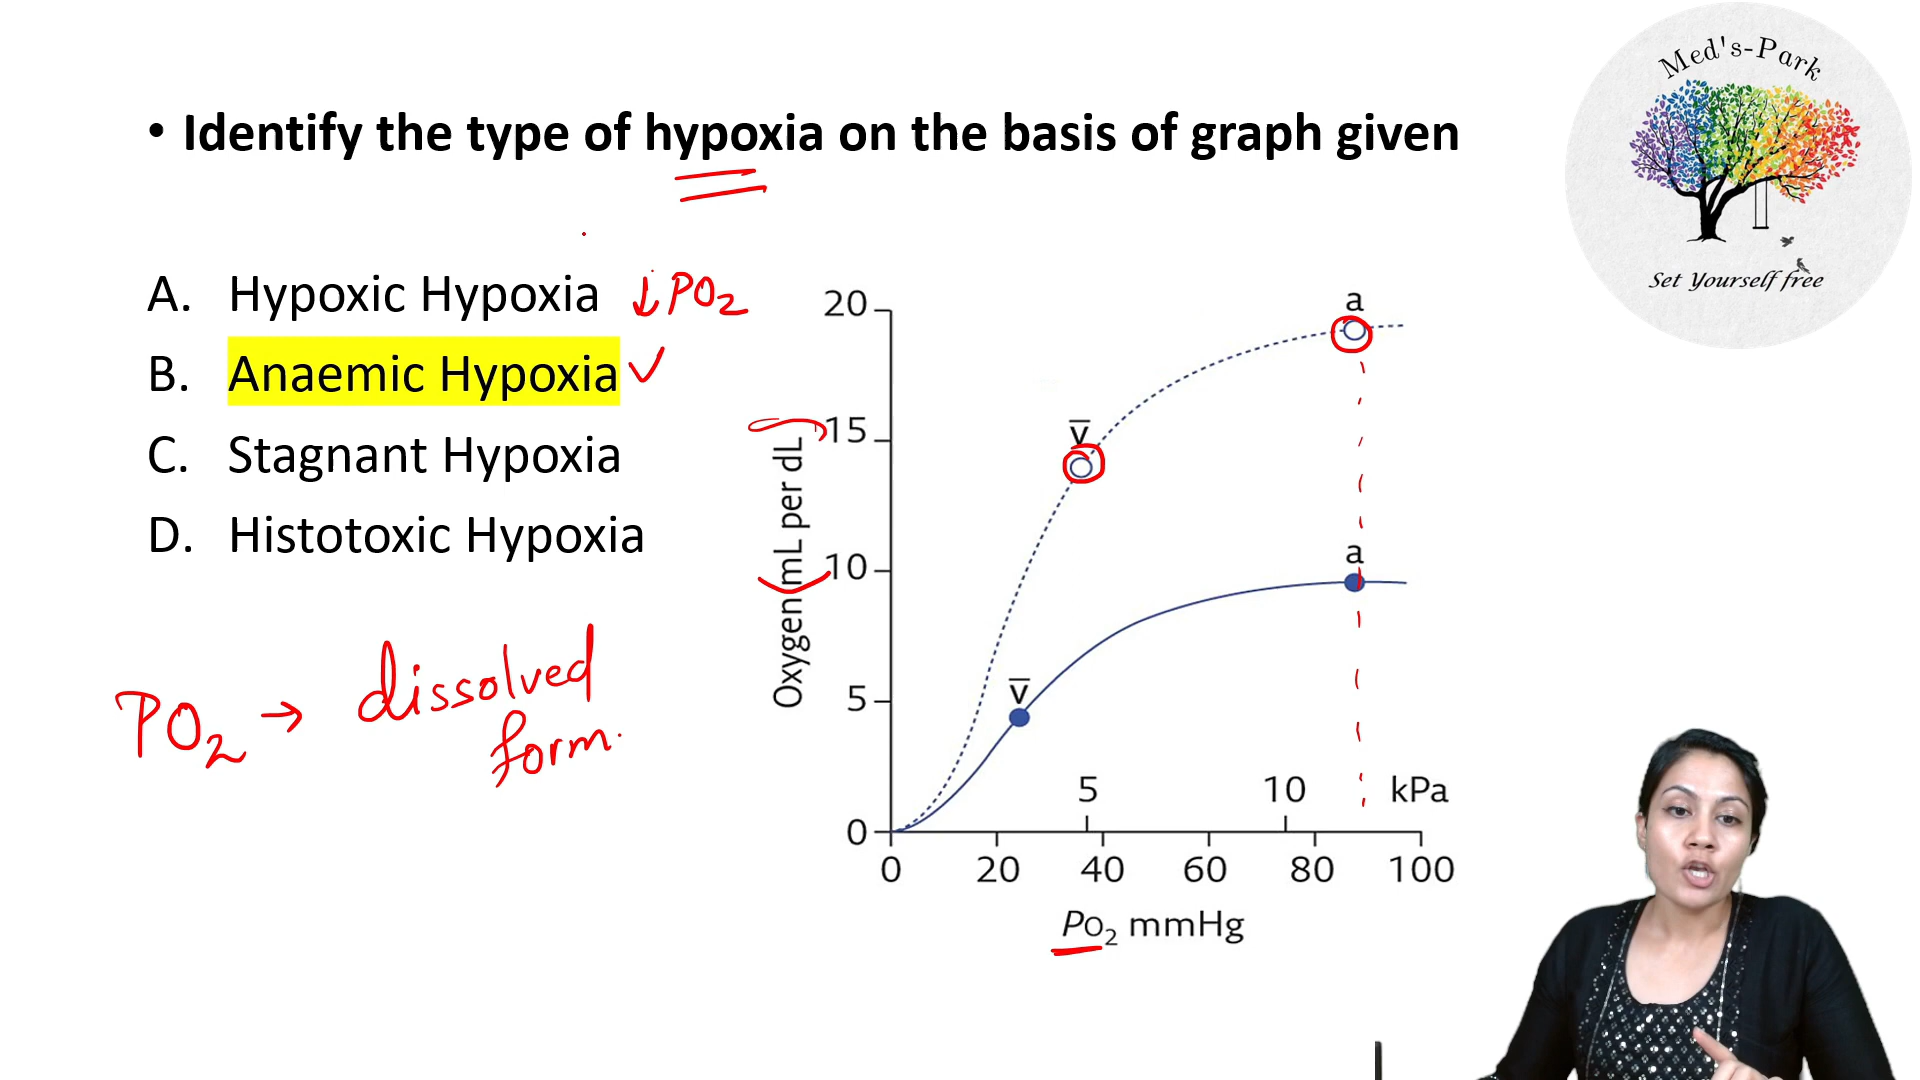 Med's-Park
Set Yourself free
• Identify the type of hypoxia on the basis of graph given
A. Hypoxic Hypoxia ↓ PO2
B. Anaemic Hypoxia ✓
C. Stagnant Hypoxia
D. Histotoxic Hypoxia
PO2 → dissolved
form.
Oxygen mL per dL
20
15
10
5
0
a
v̅
a
v̅
5 10 kPa
0 20 40 60 80 100
PO2 mmHg